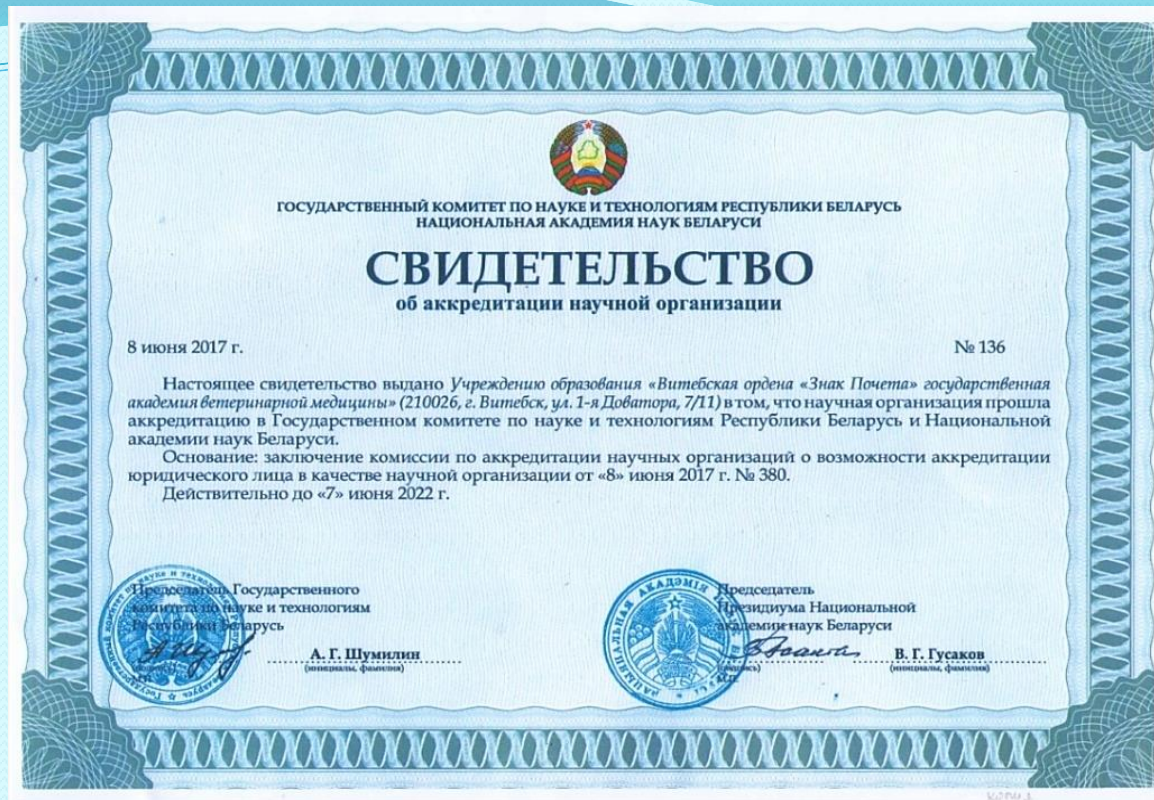 ГОСУДАРСТВЕННЫЙ КОМИТЕТ ПО НАУКЕ И ТЕХНОЛОГИЯМ РЕСПУБЛИКИ БЕЛАРУСЬ
НАЦИОНАЛЬНАЯ АКАДЕМИЯ НАУК БЕЛАРУСИ
СВИДЕТЕЛЬСТВО
об аккредитации научной организации
8 июня 2017 г. № 136
Настоящее свидетельство выдано Учреждению образования «Витебская ордена «Знак Почета» государственная
академия ветеринарной медицины» (210026, г. Витебск, ул. 1-я Доватора, 7/11) в том, что научная организация прошла
аккредитацию в Государственном комитете по науке и технологиям Республики Беларусь и Национальной
академии наук Беларуси.
Основание: заключение комиссии по аккредитации научных организаций о возможности аккредитации
юридического лица в качестве научной организации от «8» июня 2017 г. № 380.
Действительно до «7» июня 2022 г.
Председатель Государственного
комитета по науке и технологиям
Республики Беларусь
А. Г. Шумилин
(инициалы, фамилия)
Председатель
Президиума Национальной
академии наук Беларуси
В. Г. Гусаков
(инициалы, фамилия)
НАЦЫЯНАЛЬНАЯ АКАДЭМІЯ